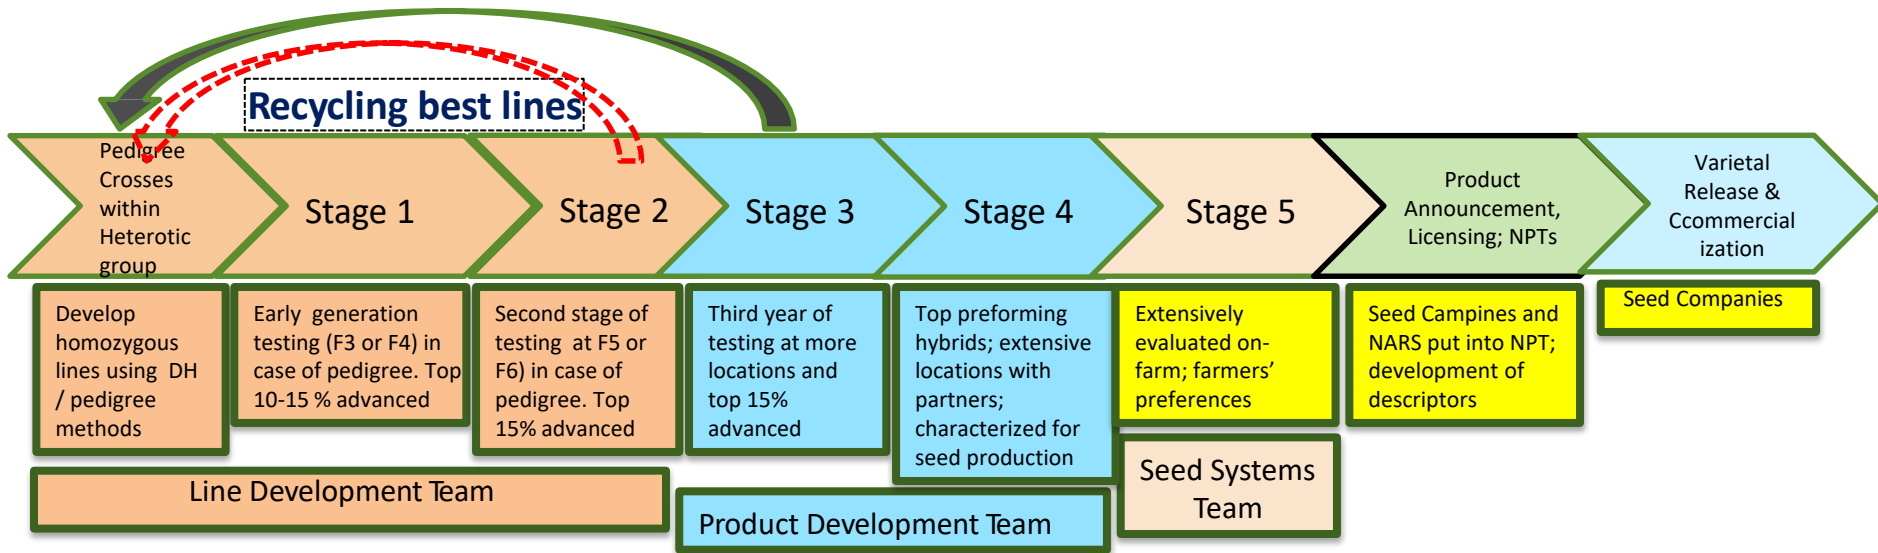 Recycling best lines
Pedigree
Crosses
within
Heterotic
group
Stage 1
Stage 2
Stage 3
Stage 4
Stage 5
Product
Announcement,
Licensing; NPTs
Varietal
Release &
Ccommercial
ization
Develop
homozygous
lines using DH
/ pedigree
methods
Early generation
testing (F3 or F4) in
case of pedigree. Top
10-15 % advanced
Second stage of
testing at F5 or
F6) in case of
pedigree. Top
15% advanced
Third year of
testing at more
locations and
top 15%
advanced
Top preforming
hybrids; extensive
locations with
partners;
characterized for
seed production
Extensively
evaluated on-
farm; farmers’
preferences
Seed Campines and
NARS put into NPT;
development of
descriptors
Seed Companies
Line Development Team
Product Development Team
Seed Systems
Team